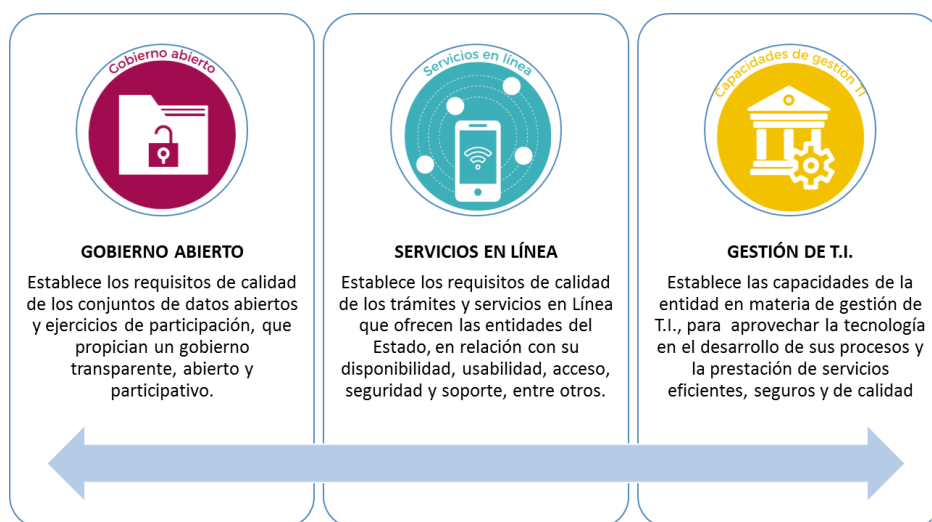 Gobierno abierto
GOBIERNO ABIERTO
Establece los requisitos de calidad
de los conjuntos de datos abiertos
y ejercicios de participación, que
propician un gobierno
transparente, abierto y
participativo.
Servicios en línea
SERVICIOS EN LÍNEA
Establece los requisitos de calidad
de los trámites y servicios en Línea
que ofrecen las entidades del
Estado, en relación con su
disponibilidad, usabilidad, acceso,
seguridad y soporte, entre otros.
Capacidades de gestión TI
GESTIÓN DE T.I.
Establece las capacidades de la
entidad en materia de gestión de
T.I., para aprovechar la tecnología
en el desarrollo de sus procesos y
la prestación de servicios
eficientes, seguros y de calidad